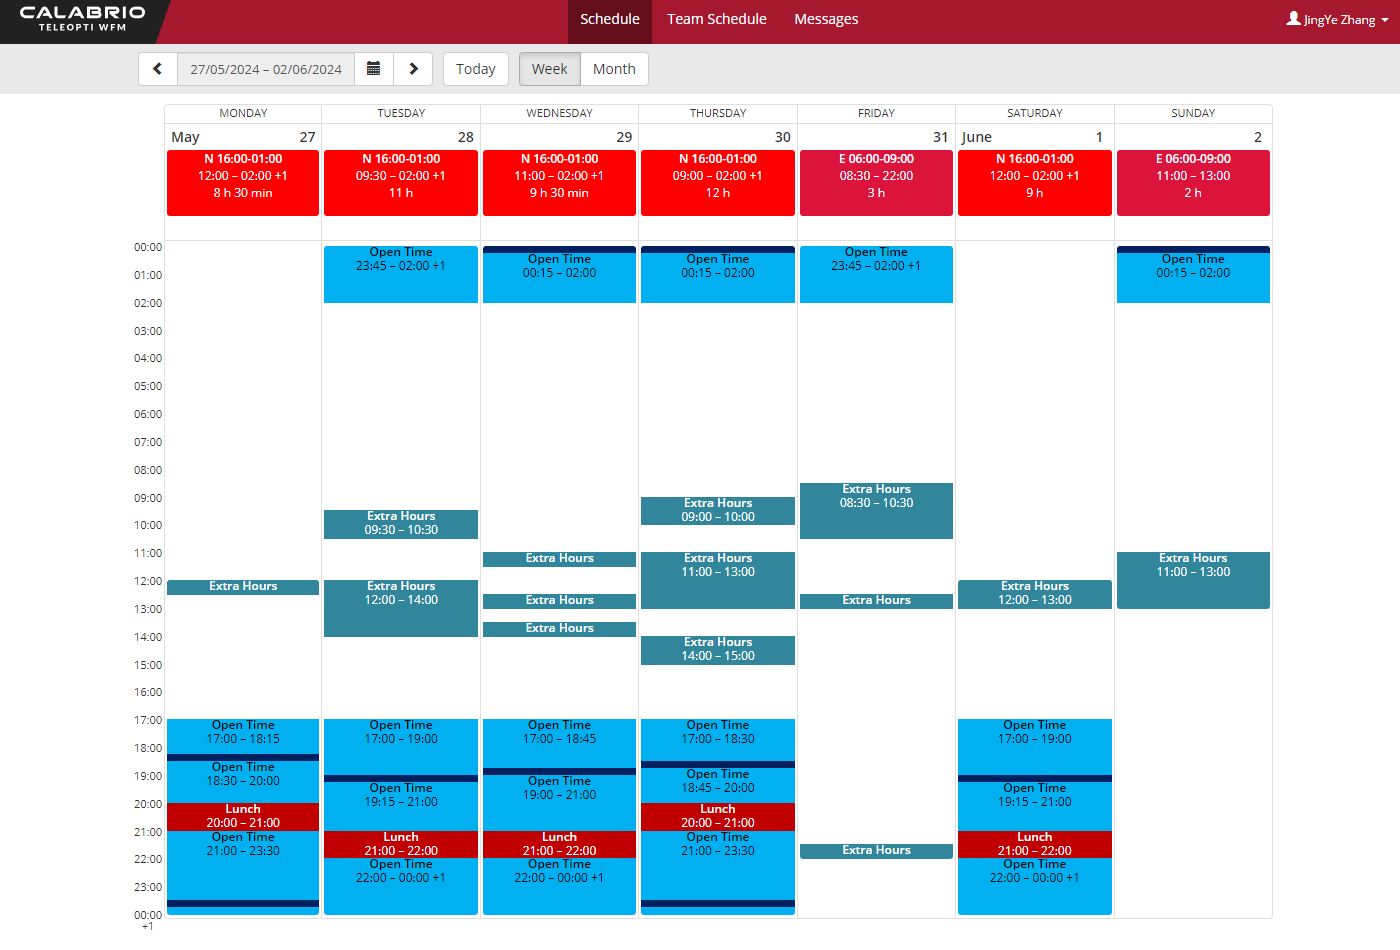 CALABRIO
TELEOPTI WFM
Schedule Team Schedule Messages
JingYe Zhang
27/05/2024 – 02/06/2024 Today Week Month
MONDAY TUESDAY WEDNESDAY THURSDAY FRIDAY SATURDAY SUNDAY
May 27 28 29 30 31 June 1 2
N 16:00-01:00 N 16:00-01:00 N 16:00-01:00 N 16:00-01:00 E 06:00-09:00 N 16:00-01:00 E 06:00-09:00
12:00 – 02:00 +1 09:30 – 02:00 +1 11:00 – 02:00 +1 09:00 – 02:00 +1 08:30 – 22:00 12:00 – 02:00 +1 11:00 – 13:00
8 h 30 min 11 h 9 h 30 min 12 h 3 h 9 h 2 h
00:00
01:00
02:00
03:00
04:00
05:00
06:00
07:00
08:00
09:00
10:00
11:00
12:00
13:00
14:00
15:00
16:00
17:00
18:00
19:00
20:00
21:00
22:00
23:00
00:00
+1
Extra Hours
Open Time
17:00 – 18:15
Open Time
18:30 – 20:00
Lunch
20:00 – 21:00
Open Time
21:00 – 23:30
Open Time
23:45 – 02:00 +1
Extra Hours
09:30 – 10:30
Extra Hours
12:00 – 14:00
Open Time
17:00 – 19:00
Open Time
19:15 – 21:00
Lunch
21:00 – 22:00
Open Time
22:00 – 00:00 +1
Open Time
00:15 – 02:00
Extra Hours
Extra Hours
Extra Hours
Open Time
17:00 – 18:45
Open Time
19:00 – 21:00
Lunch
21:00 – 22:00
Open Time
22:00 – 00:00 +1
Open Time
00:15 – 02:00
Extra Hours
09:00 – 10:00
Extra Hours
11:00 – 13:00
Extra Hours
14:00 – 15:00
Open Time
17:00 – 18:30
Open Time
18:45 – 20:00
Lunch
20:00 – 21:00
Open Time
21:00 – 23:30
Open Time
23:45 – 02:00 +1
Extra Hours
08:30 – 10:30
Extra Hours
Extra Hours
Extra Hours
12:00 – 13:00
Open Time
17:00 – 19:00
Open Time
19:15 – 21:00
Lunch
21:00 – 22:00
Open Time
22:00 – 00:00 +1
Open Time
00:15 – 02:00
Extra Hours
11:00 – 13:00